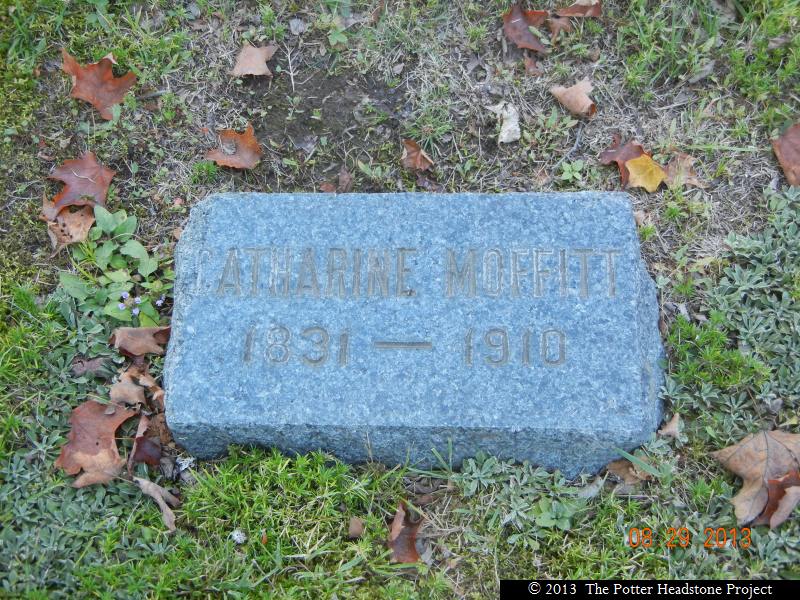 CATHARINE MOFFITT
1831 — 1910
08 29 2013
© 2013 The Potter Headstone Project